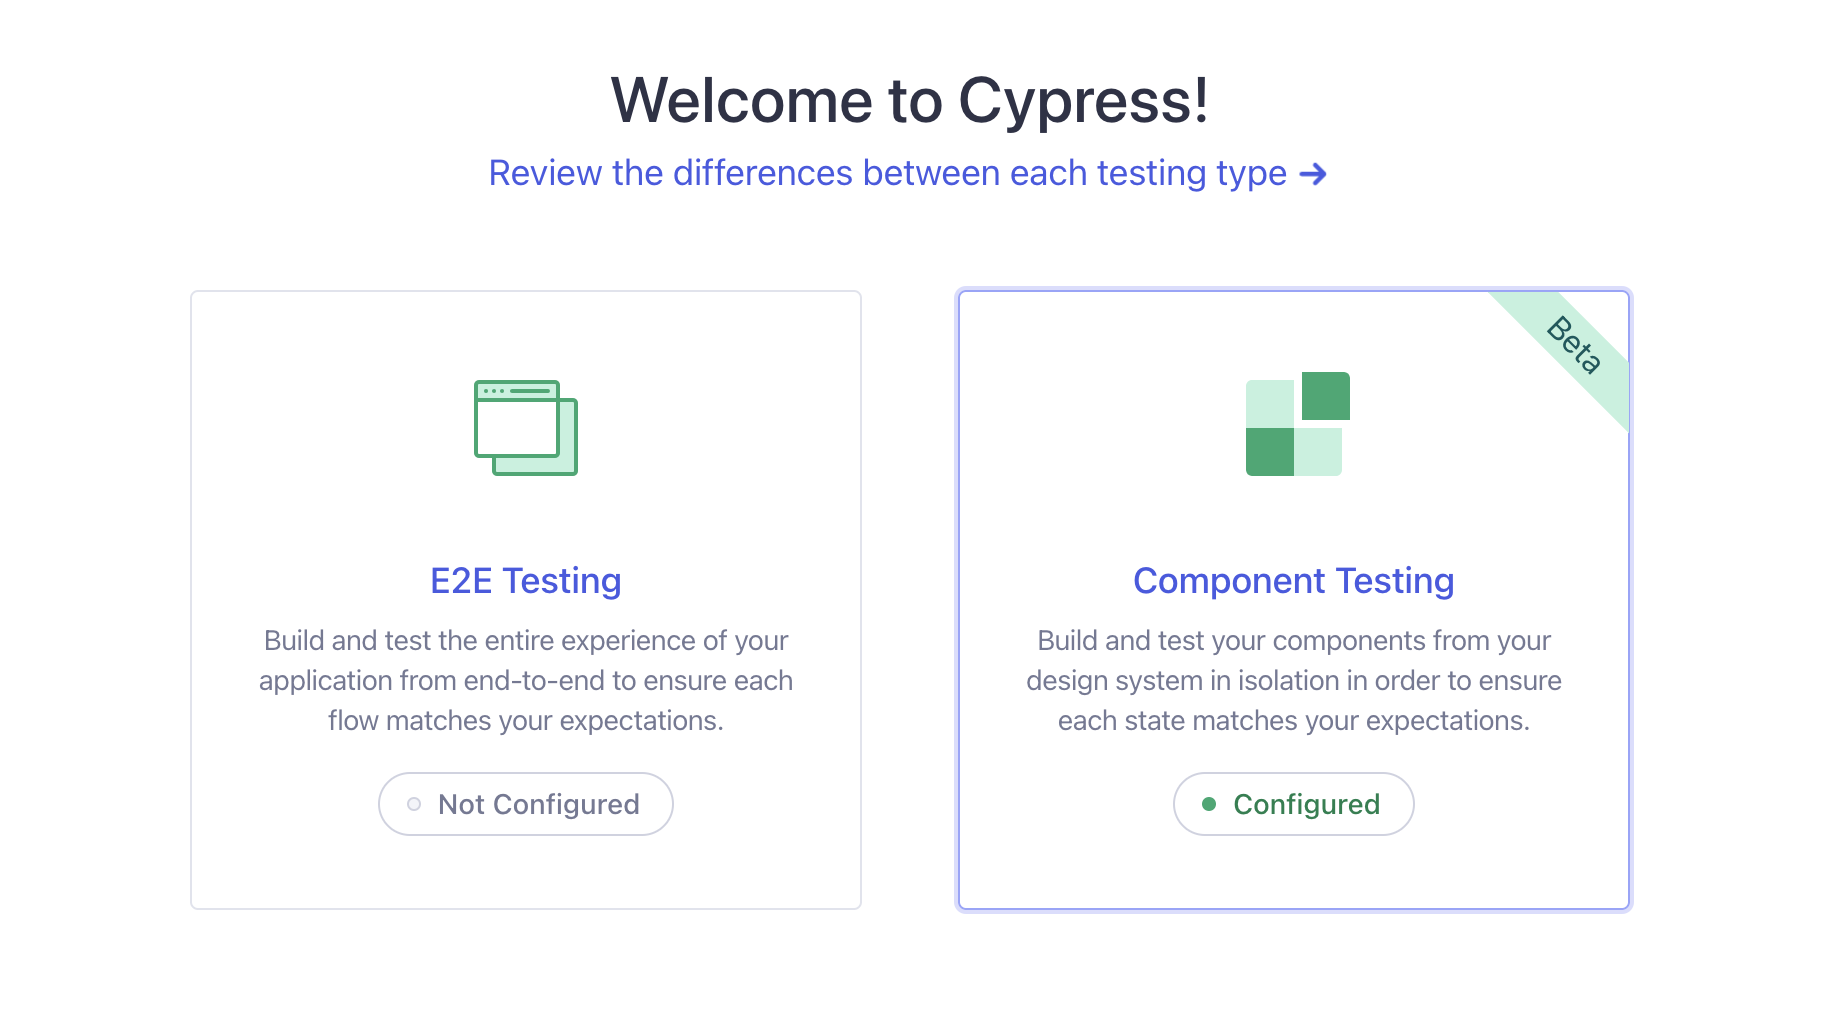 Welcome to Cypress!
Review the differences between each testing type →
E2E Testing
Build and test the entire experience of your
application from end-to-end to ensure each
flow matches your expectations.
Not Configured
Beta
Component Testing
Build and test your components from your
design system in isolation in order to ensure
each state matches your expectations.
Configured